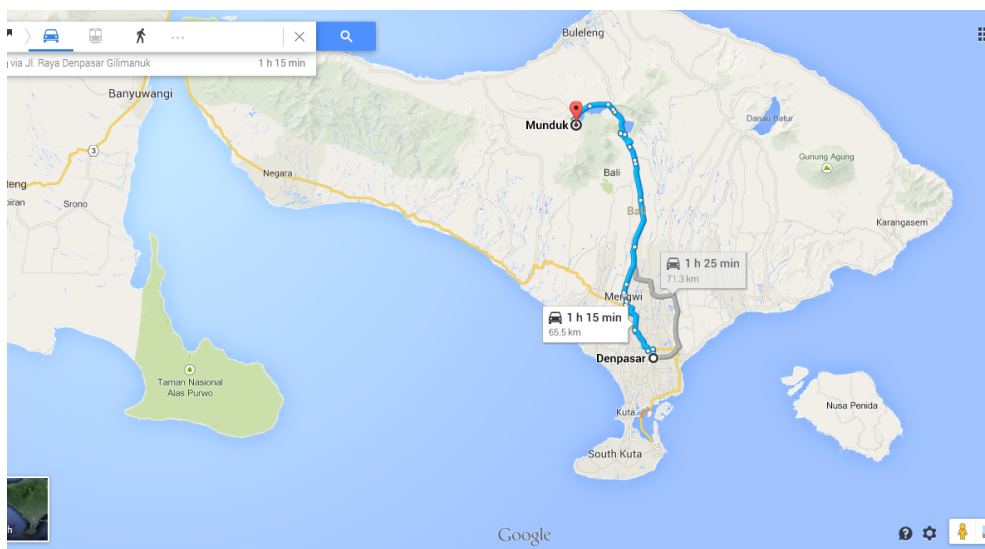 g via Jl. Raya Denpasar Gilimanuk 1 h 15 min
Buleleng
Banyuwangi
Munduk
Danau Batur
3
Gunung Agung
Negara
Bali
teng
Srono
Bali
Karangasem
1 h 25 min
71.3 km
Mengwi
1 h 15 min
65.5 km
Denpasar
Taman Nasional
Alas Purwo
Kuta
Nusa Penida
South Kuta
Google